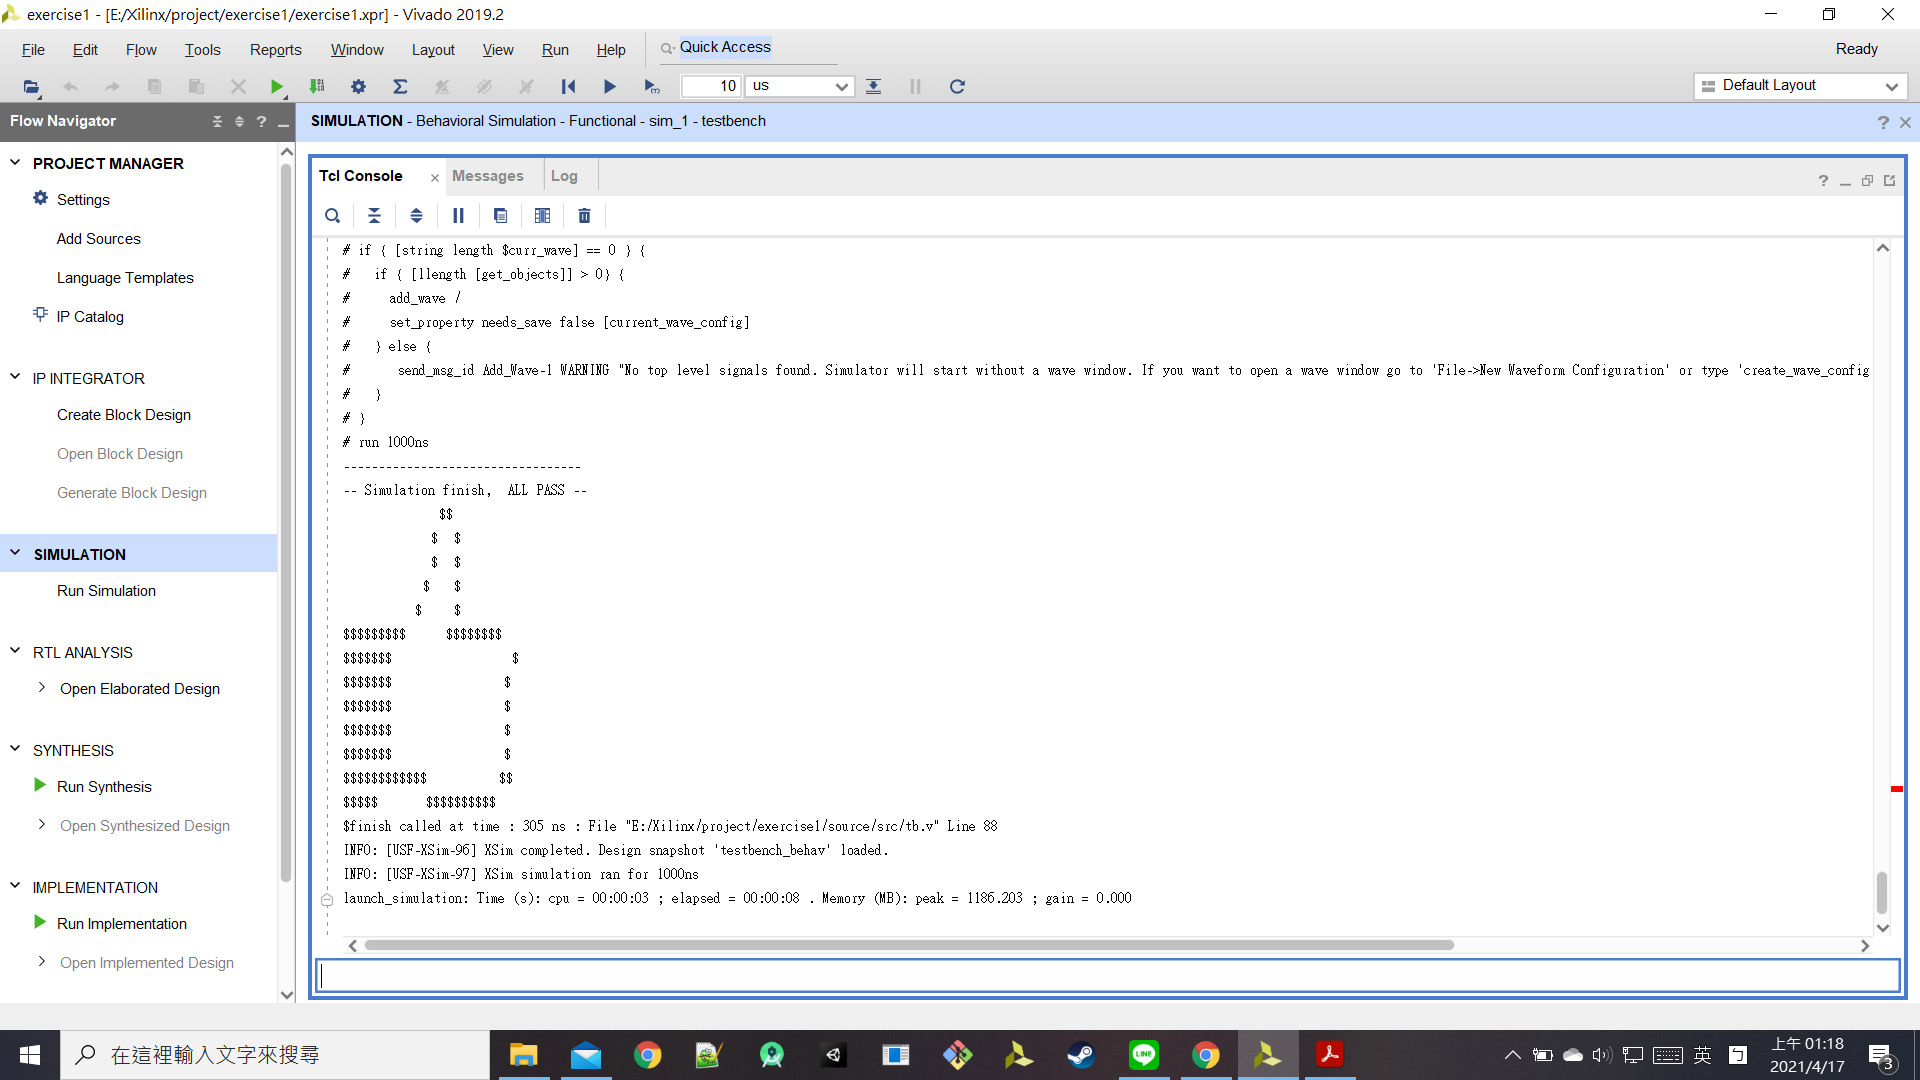 exercise1 - [E:/Xilinx/project/exercise1/exercise1.xpr] - Vivado 2019.2
File Edit Flow Tools Reports Window Layout View Run Help Quick Access Ready
10 us Default Layout
Flow Navigator
SIMULATION - Behavioral Simulation - Functional - sim_1 - testbench
PROJECT MANAGER
Settings
Add Sources
Language Templates
IP Catalog
IP INTEGRATOR
Create Block Design
Open Block Design
Generate Block Design
SIMULATION
Run Simulation
RTL ANALYSIS
Open Elaborated Design
SYNTHESIS
Run Synthesis
Open Synthesized Design
IMPLEMENTATION
Run Implementation
Open Implemented Design
Tcl Console Messages Log
# if { [string length $curr_wave] == 0 } {
#   if { [llength [get_objects]] > 0} {
#     add_wave /
#     set_property needs_save false [current_wave_config]
#   } else {
#      send_msg_id Add_Wave-1 WARNING "No top level signals found. Simulator will start without a wave window. If you want to open a wave window go to 'File->New Waveform Configuration' or type 'create_wave_config
#   }
# }
# run 1000ns
----------------------------------
-- Simulation finish,  ALL PASS --
            $$
           $  $
           $  $
          $   $
         $    $
$$$$$$$$$     $$$$$$$$
$$$$$$$               $
$$$$$$$              $
$$$$$$$              $
$$$$$$$              $
$$$$$$$              $
$$$$$$$$$$$$         $$
$$$$$      $$$$$$$$$$
$finish called at time : 305 ns : File "E:/Xilinx/project/exercise1/source/src/tb.v" Line 88
INFO: [USF-XSim-96] XSim completed. Design snapshot 'testbench_behav' loaded.
INFO: [USF-XSim-97] XSim simulation ran for 1000ns
launch_simulation: Time (s): cpu = 00:00:03 ; elapsed = 00:00:08 . Memory (MB): peak = 1186.203 ; gain = 0.000
在這裡輸入文字來搜尋
LINE
英
上午 01:18
2021/4/17
3